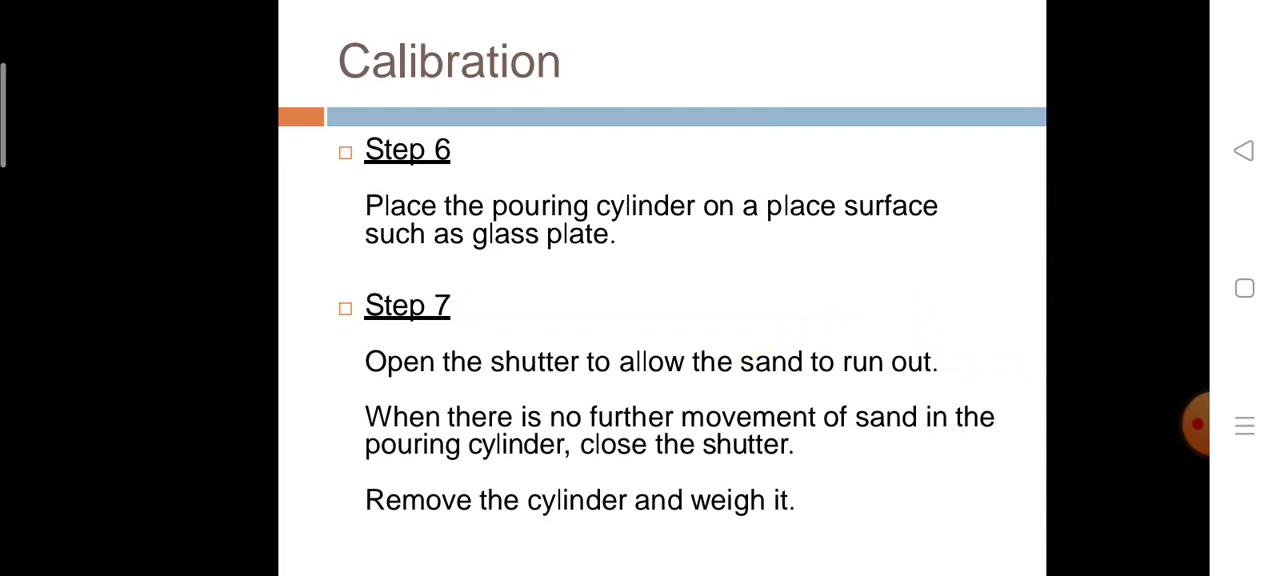 Calibration
Step 6
Place the pouring cylinder on a place surface
such as glass plate.
Step 7
Open the shutter to allow the sand to run out.
When there is no further movement of sand in the
pouring cylinder, close the shutter.
Remove the cylinder and weigh it.